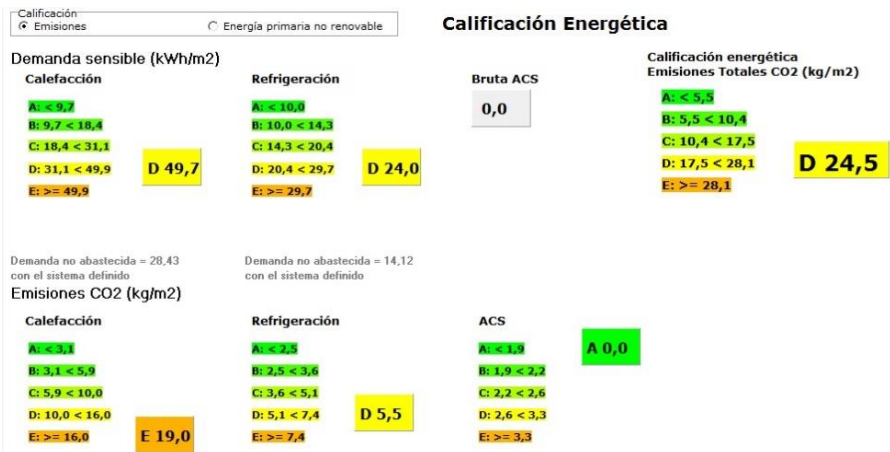 Calificación
Emisiones
Energía primaria no renovable
Calificación Energética
Demanda sensible (kWh/m2)
Calefacción
A: < 9,7
B: 9,7 < 18,4
C: 18,4 < 31,1
D: 31,1 < 49,9
E: >= 49,9
D 49,7
Refrigeración
A: < 10,0
B: 10,0 < 14,3
C: 14,3 < 20,4
D: 20,4 < 29,7
E: >= 29,7
D 24,0
Bruta ACS
0,0
Calificación energética
Emisiones Totales CO2 (kg/m2)
A: < 5,5
B: 5,5 < 10,4
C: 10,4 < 17,5
D: 17,5 < 28,1
E: >= 28,1
D 24,5
Demanda no abastecida = 28,43
con el sistema definido
Demanda no abastecida = 14,12
con el sistema definido
Emisiones CO2 (kg/m2)
Calefacción
A: < 3,1
B: 3,1 < 5,9
C: 5,9 < 10,0
D: 10,0 < 16,0
E: >= 16,0
E 19,0
Refrigeración
A: < 2,5
B: 2,5 < 3,6
C: 3,6 < 5,1
D: 5,1 < 7,4
E: >= 7,4
D 5,5
ACS
A: < 1,9
B: 1,9 < 2,2
C: 2,2 < 2,6
D: 2,6 < 3,3
E: >= 3,3
A 0,0